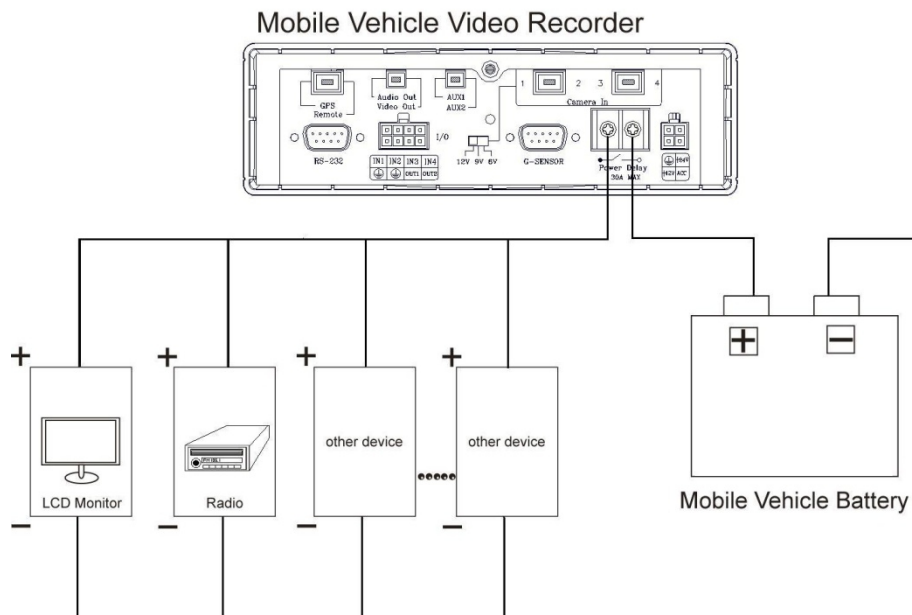 Mobile Vehicle Video Recorder
GPS
Remote
Audio Out
Video Out
AUX1
AUX2
1 2 3 4
Camera In
RS-232
I/O
IN1 IN2 IN3 IN4
OUT1 OUT2
12V 9V 6V
G-SENSOR
Power Delay
30A MAX
ACC
+
-
LCD Monitor
+
-
Radio
+
-
other device
+
-
other device
+ -
Mobile Vehicle Battery